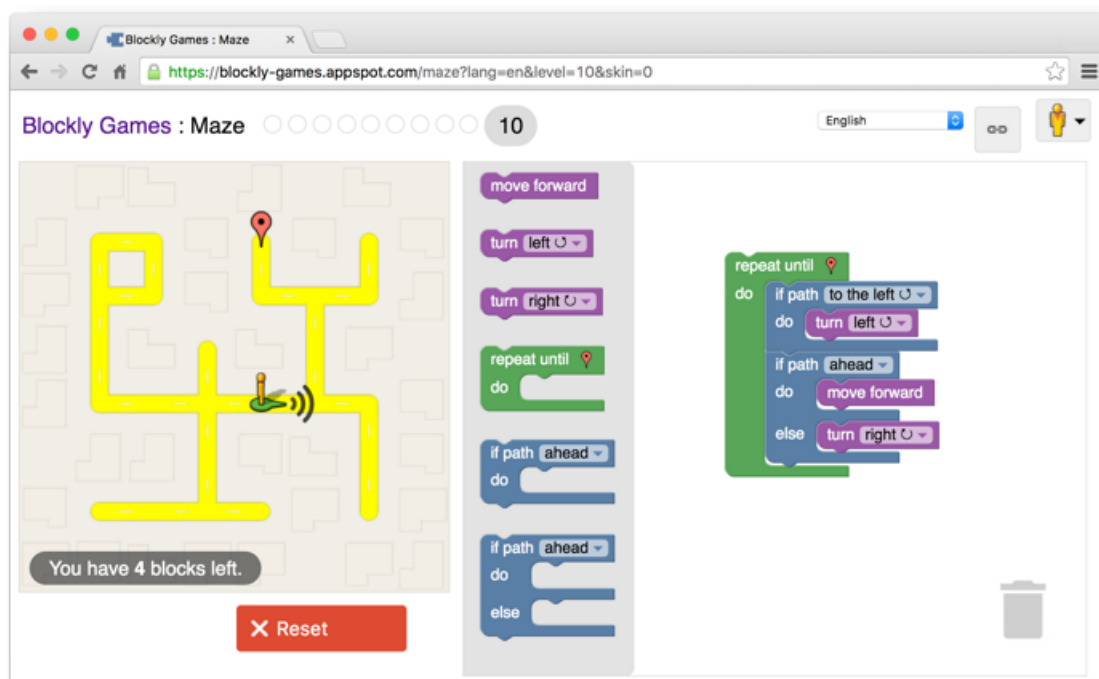 Blockly Games : Maze
https://blockly-games.appspot.com/maze?lang=en&level=10&skin=0
Blockly Games : Maze 10
English
move forward
turn left
turn right
repeat until
do
if path ahead
do
if path ahead
do
else
repeat until
do if path to the left
do turn left
if path ahead
do move forward
else turn right
You have 4 blocks left.
Reset